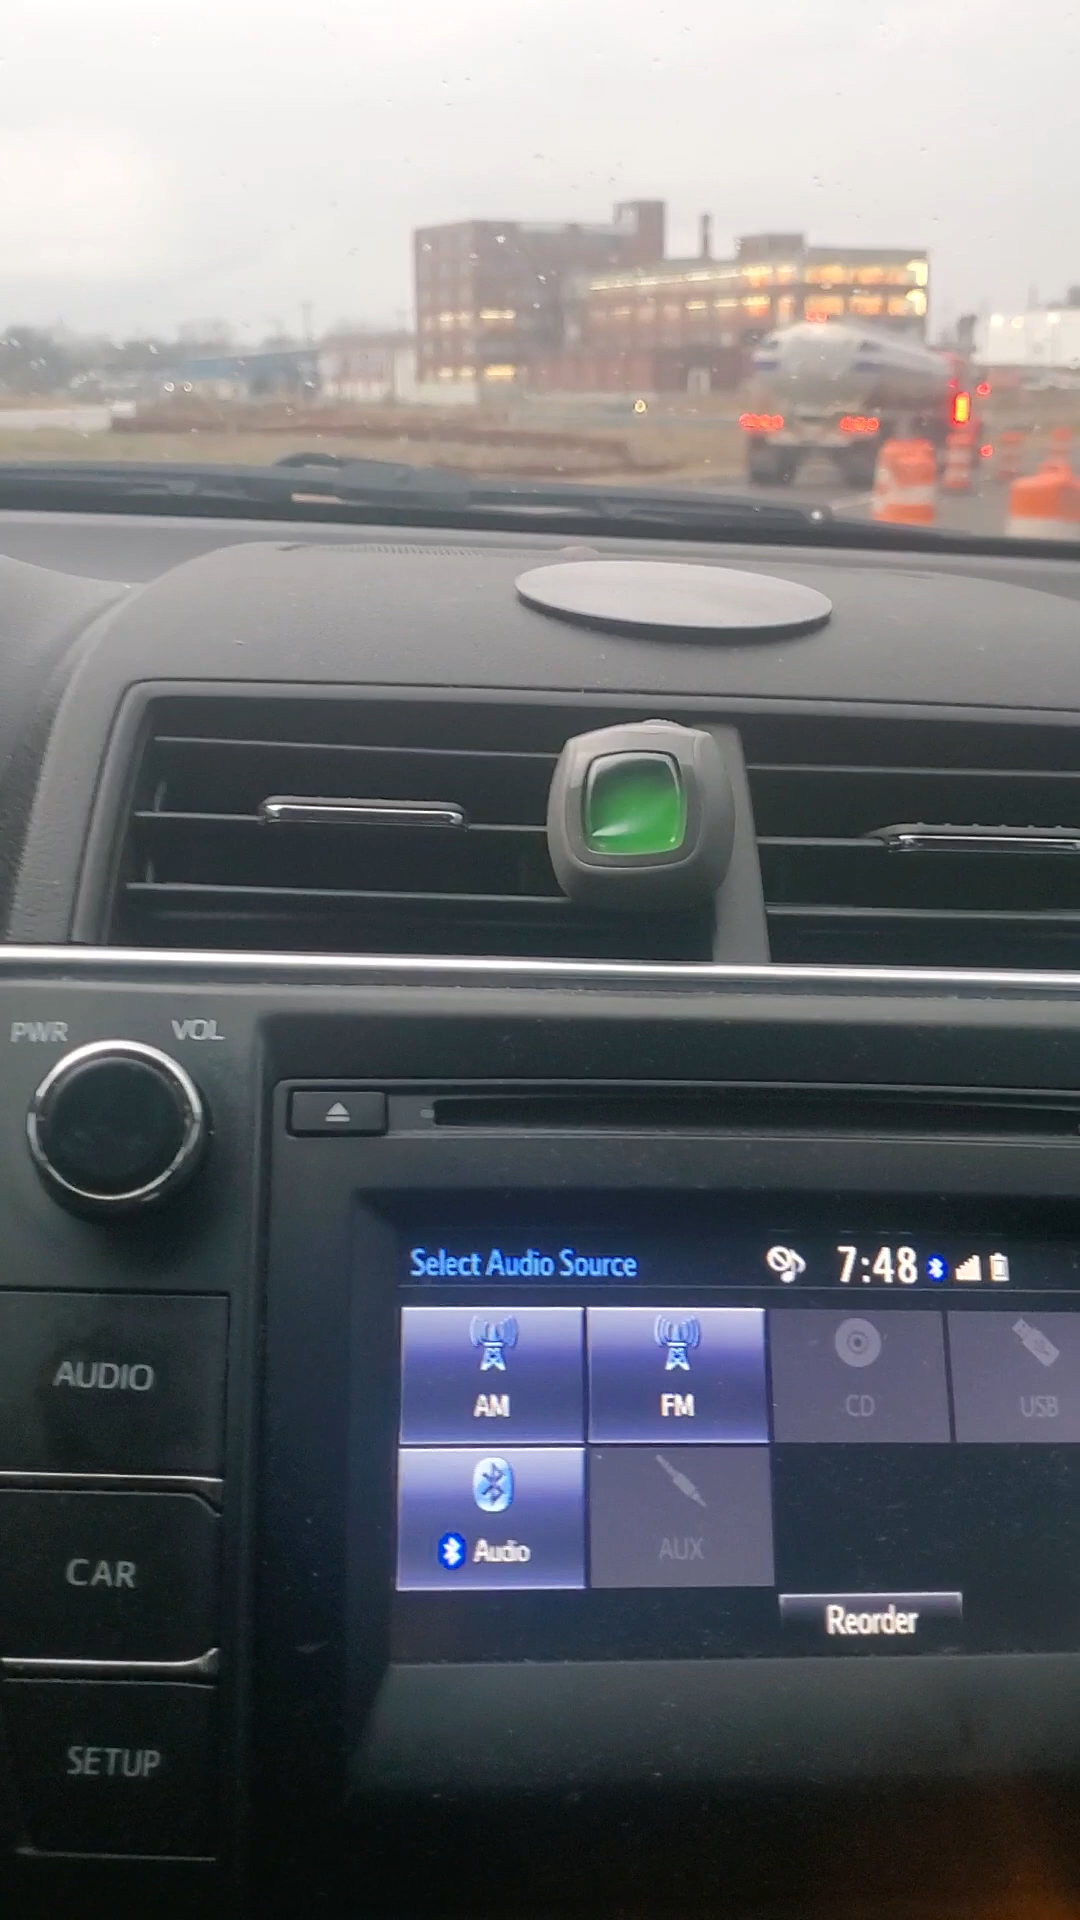 PWR VOL
Select Audio Source 7:48
AM FM CD USB
AUDIO
Audio AUX
CAR
Reorder
SETUP